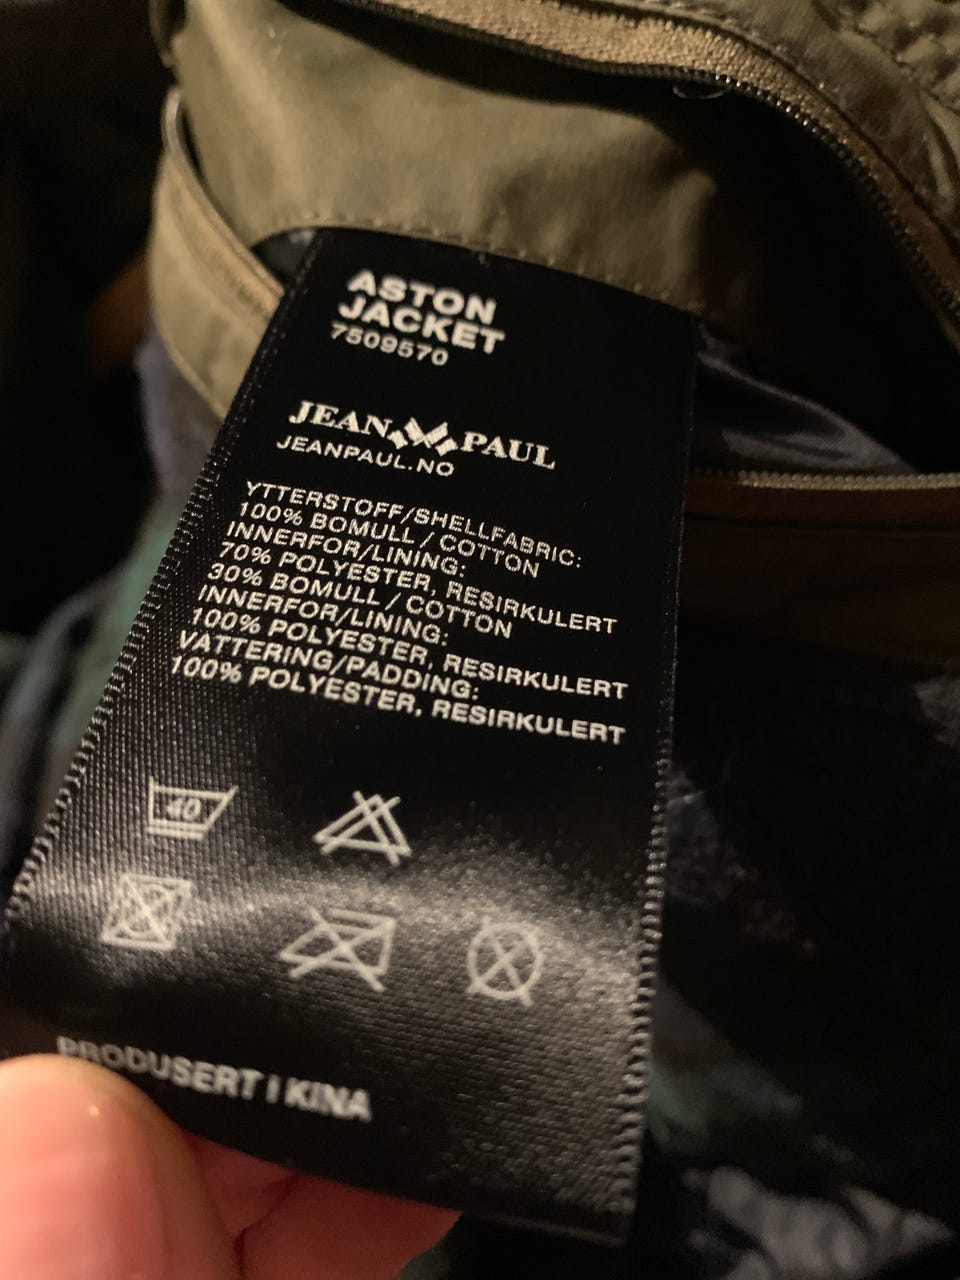 ASTON
JACKET
7509570
JEAN PAUL
JEANPAUL.NO
YTTERSTOFF/SHELLFABRIC:
100% BOMULL / COTTON
INNERFOR/LINING:
70% POLYESTER, RESIRKULERT
30% BOMULL / COTTON
INNERFOR/LINING:
100% POLYESTER, RESIRKULERT
VATTERING/PADDING:
100% POLYESTER, RESIRKULERT
40
PRODUSERT I KINA